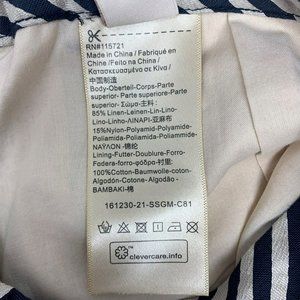 RN#115721
Made in China / Fabriqué en
Chine /Feito na China /
Κατασκευασμένο σε Κίνα /
中国制造
Body-Oberteil-Corps-Parte
superiore-Parte superior-Parte
superior- Σώμα-主料:
85% Linen-Leinen-Lin-Lino-
Linho-Lino-ΛΙΝΑΡΙ-亚麻布
15%Nylon-Polyamid-Polyamide-
Poliammide-Poliamida-Poliamida-
ΝΑΫΛΟΝ -锦纶
Lining-Futter-Doublure-Forro-
Fodera-forro-φόδρα-衬里:
100%Cotton-Baumwolle-coton-
Algodón-Cotone-Algodão -
ΒΑΜΒΑΚΙ-棉
161230-21-SSGM-C81
clevercare.info